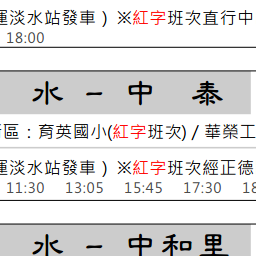 運淡水站發車 ) ※紅字班次直行中
18:00
水 – 中 泰
區：育英國小(紅字班次) / 華榮工
運淡水站發車 ) ※紅字班次經正德
11:30 13:05 15:45 17:30 18
水 – 中和里